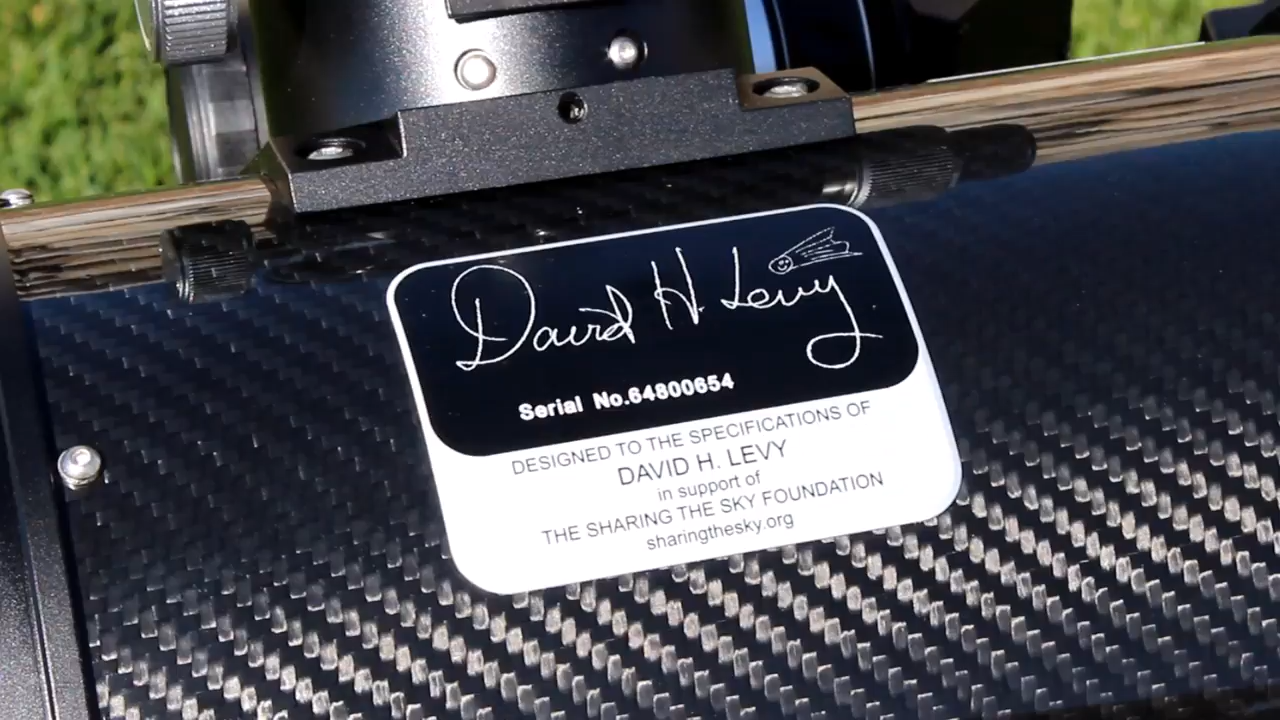 David H. Levy
Serial No.64800654
DESIGNED TO THE SPECIFICATIONS OF
DAVID H. LEVY
in support of
THE SHARING THE SKY FOUNDATION
sharingthesky.org